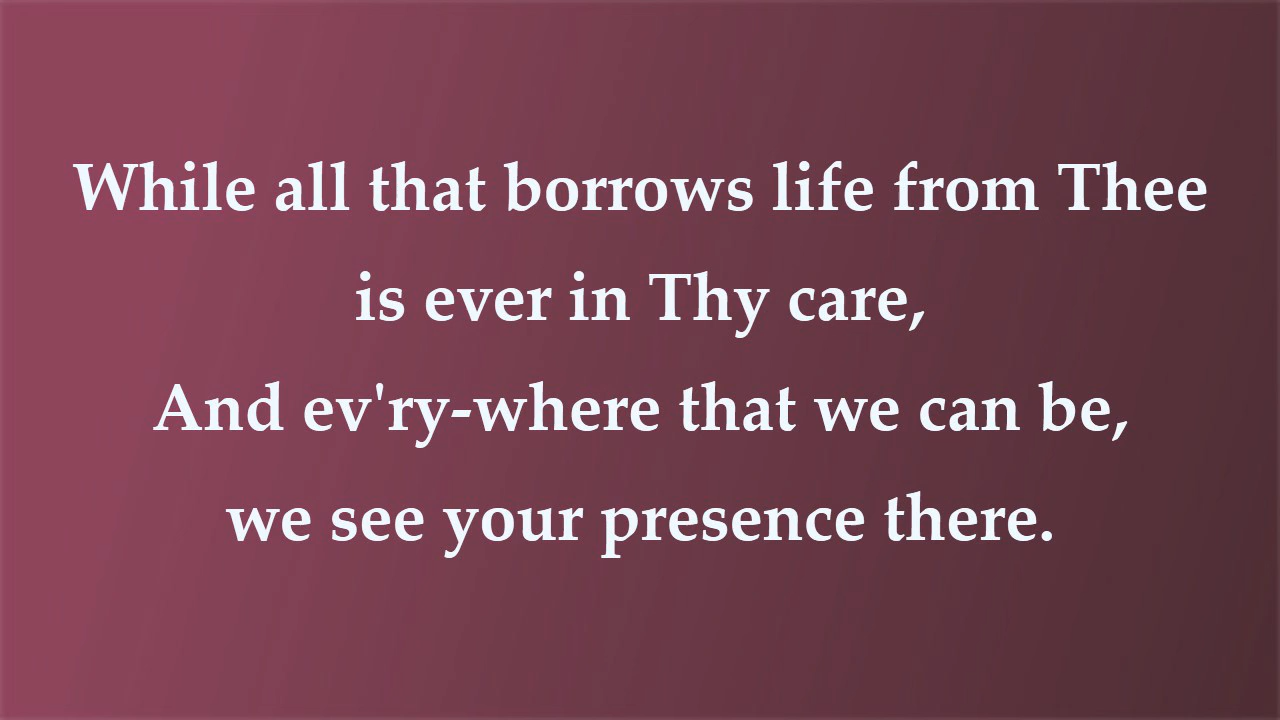 While all that borrows life from Thee
is ever in Thy care,
And ev'ry-where that we can be,
we see your presence there.